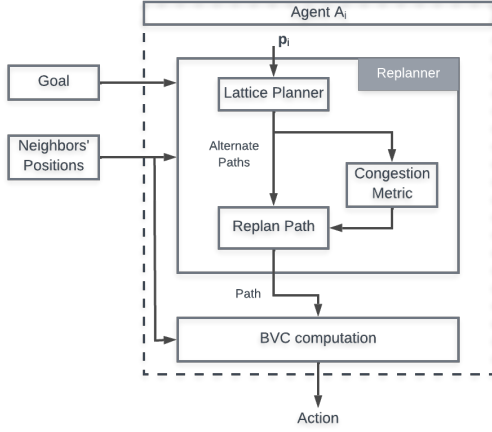 Agent Ai
pi
Replanner
Goal
Lattice Planner
Neighbors'
Positions
Alternate
Paths
Congestion
Metric
Replan Path
Path
BVC computation
Action